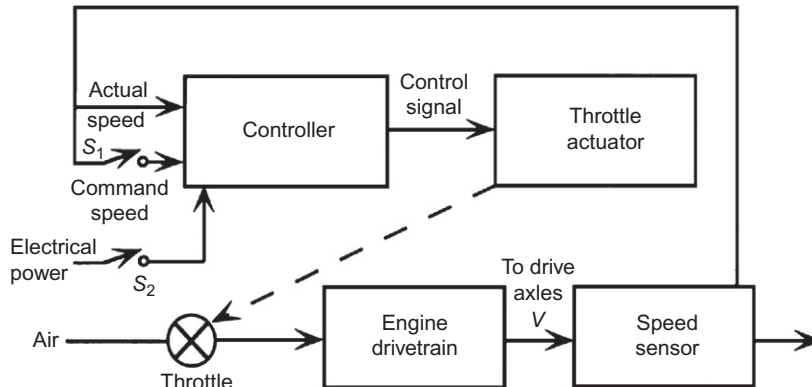 Actual
speed
S1
Command
speed
Controller
Control
signal
Throttle
actuator
Electrical
power
S2
Air
Throttle
Engine
drivetrain
To drive
axles
V
Speed
sensor